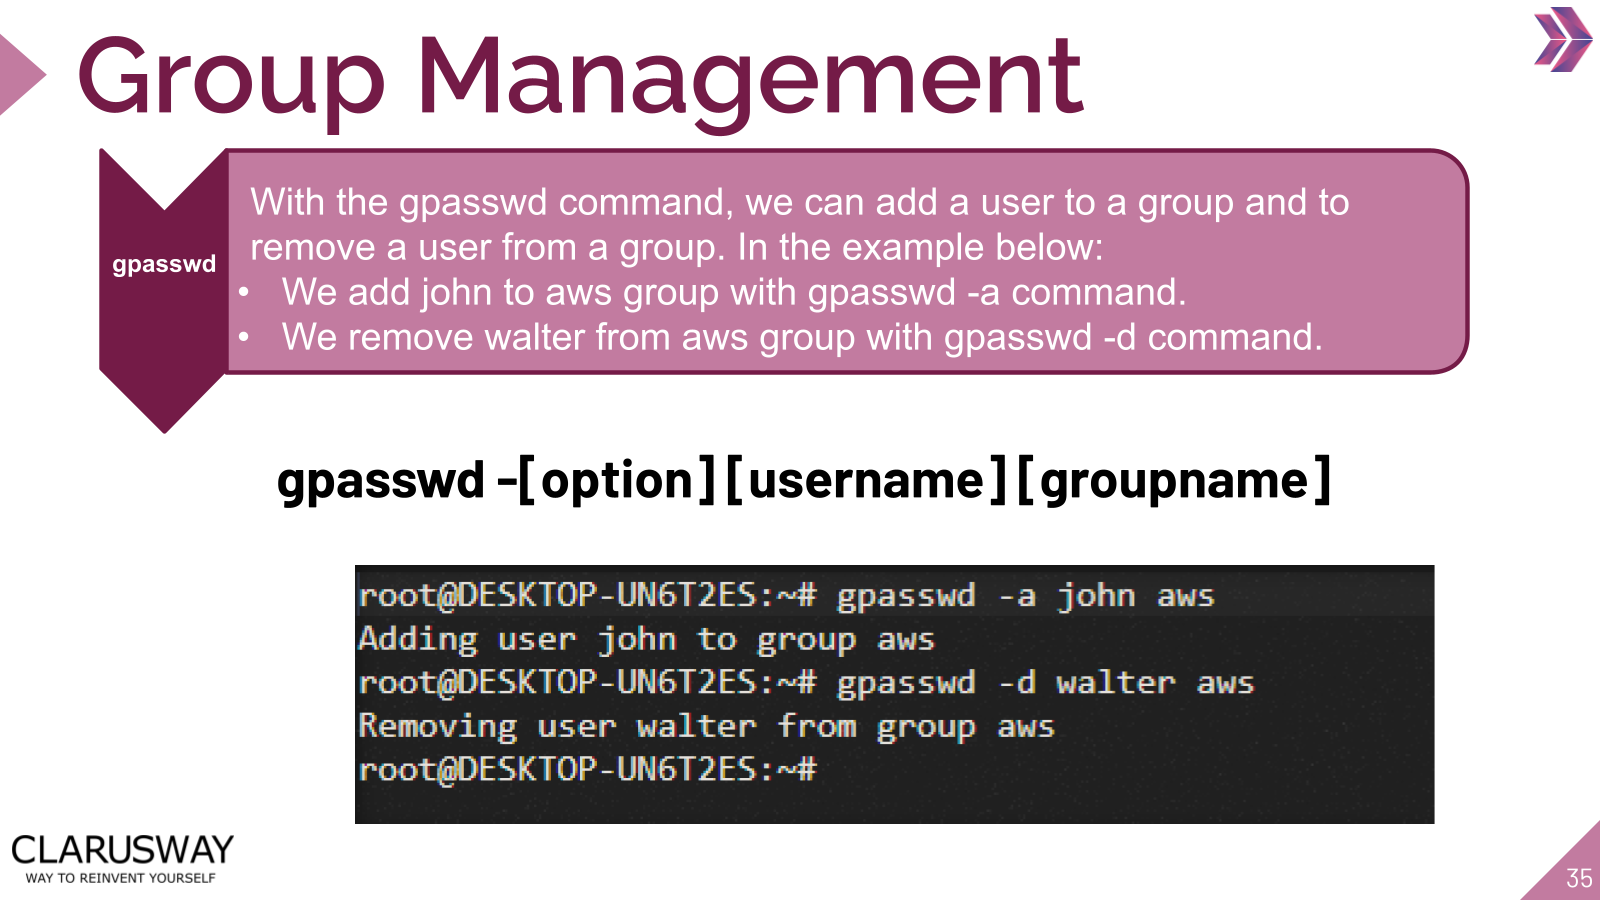 Group Management
gpasswd
With the gpasswd command, we can add a user to a group and to
remove a user from a group. In the example below:
• We add john to aws group with gpasswd -a command.
• We remove walter from aws group with gpasswd -d command.
gpasswd -[option][username][groupname]
root@DESKTOP-UN6T2ES:~# gpasswd -a john aws
Adding user john to group aws
root@DESKTOP-UN6T2ES:~# gpasswd -d walter aws
Removing user walter from group aws
root@DESKTOP-UN6T2ES:~#
CLARUSWAY
WAY TO REINVENT YOURSELF
35